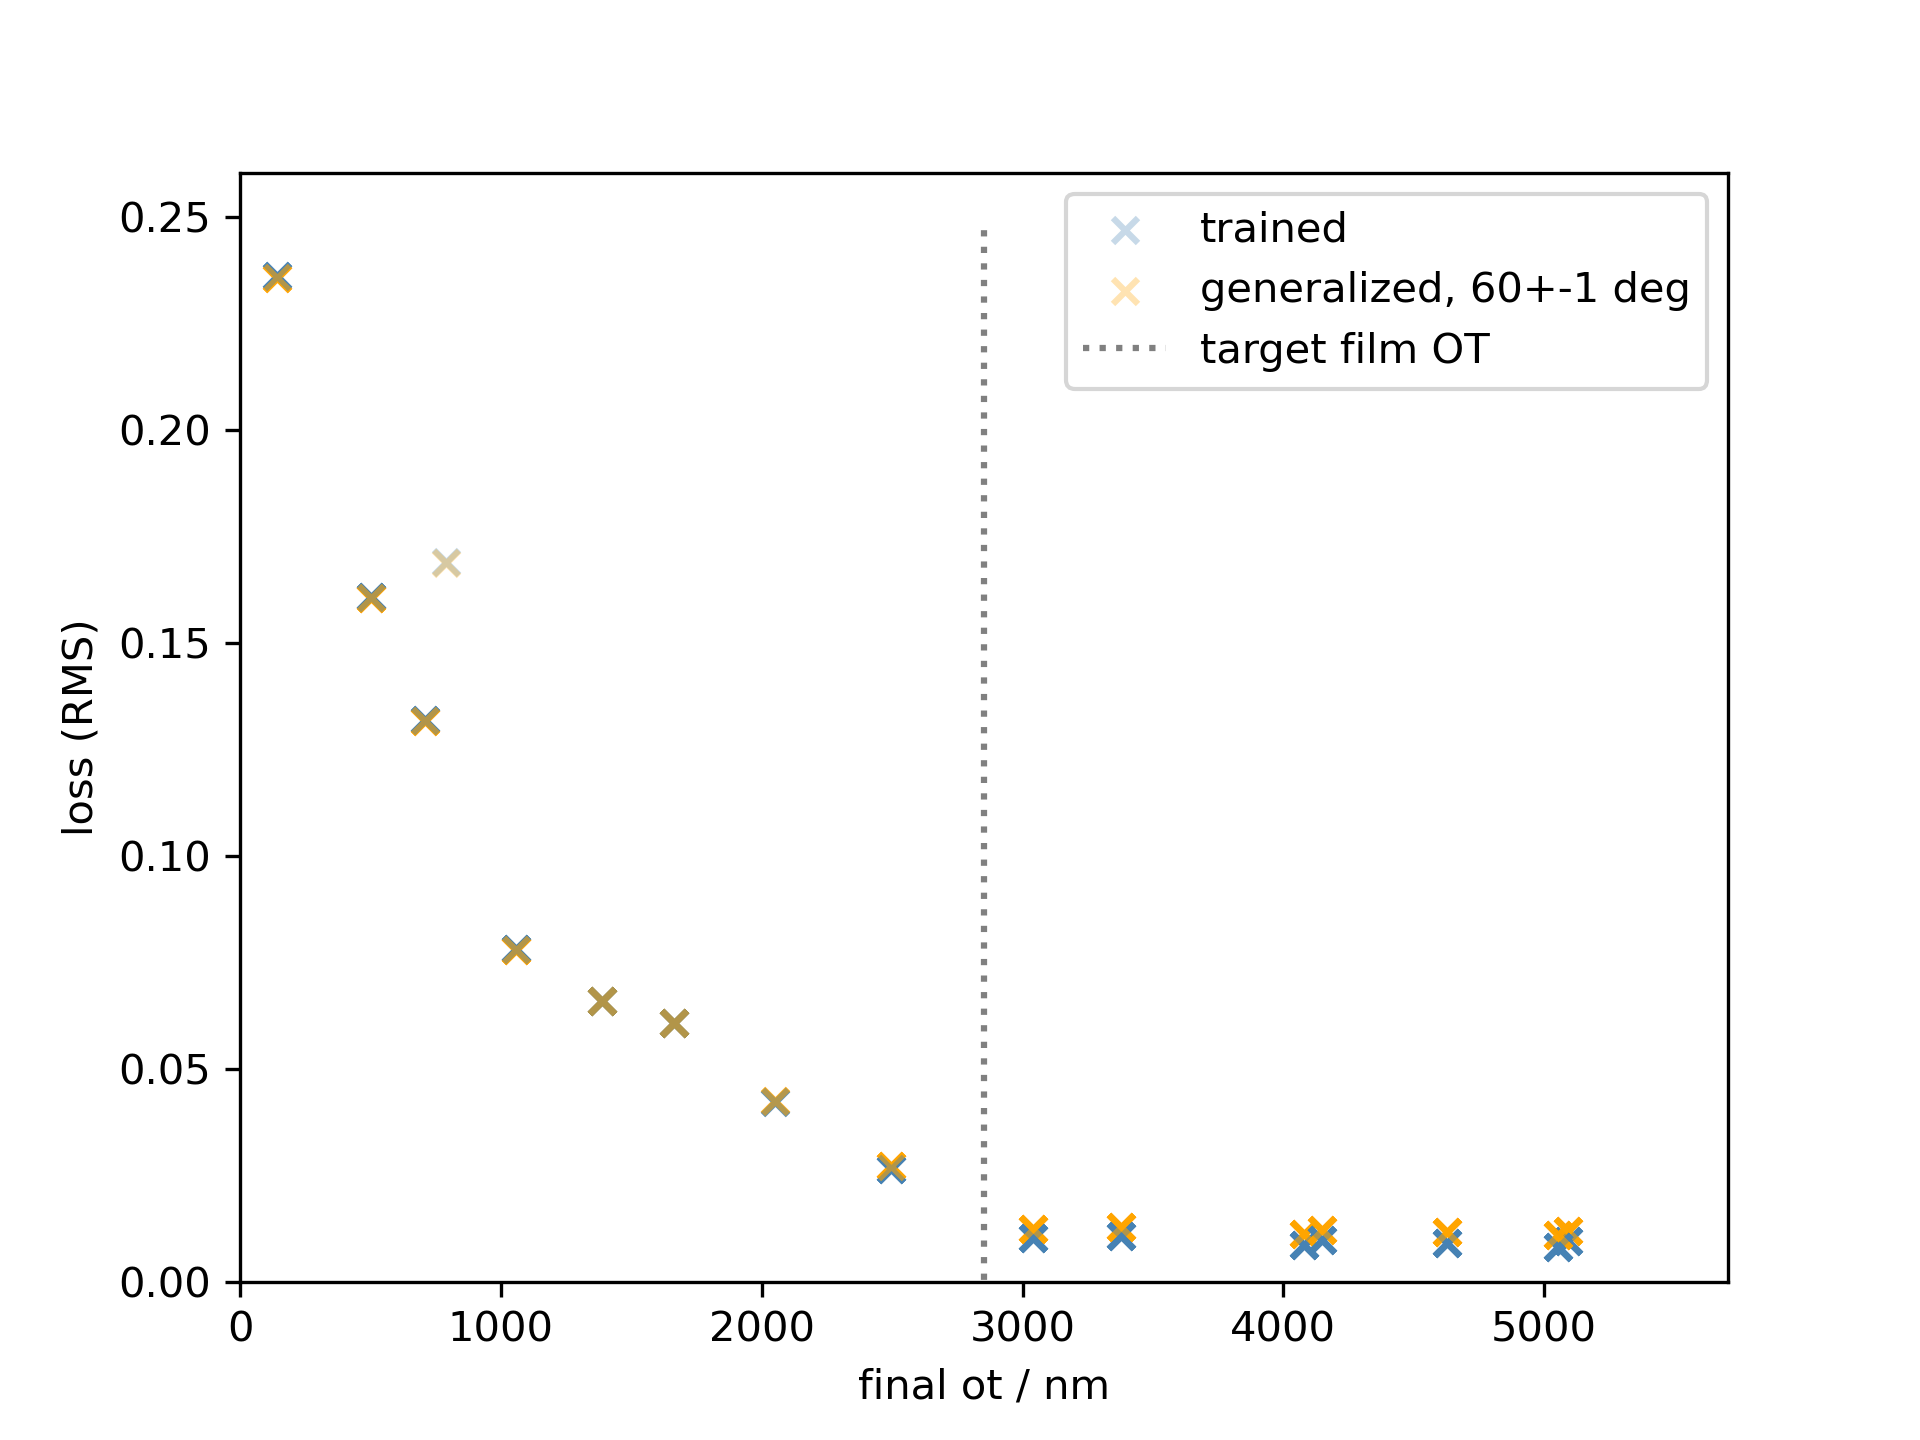 trained
generalized, 60+-1 deg
target film OT
0.25
0.20
0.15
0.10
0.05
0.00
loss (RMS)
0 1000 2000 3000 4000 5000
final ot / nm